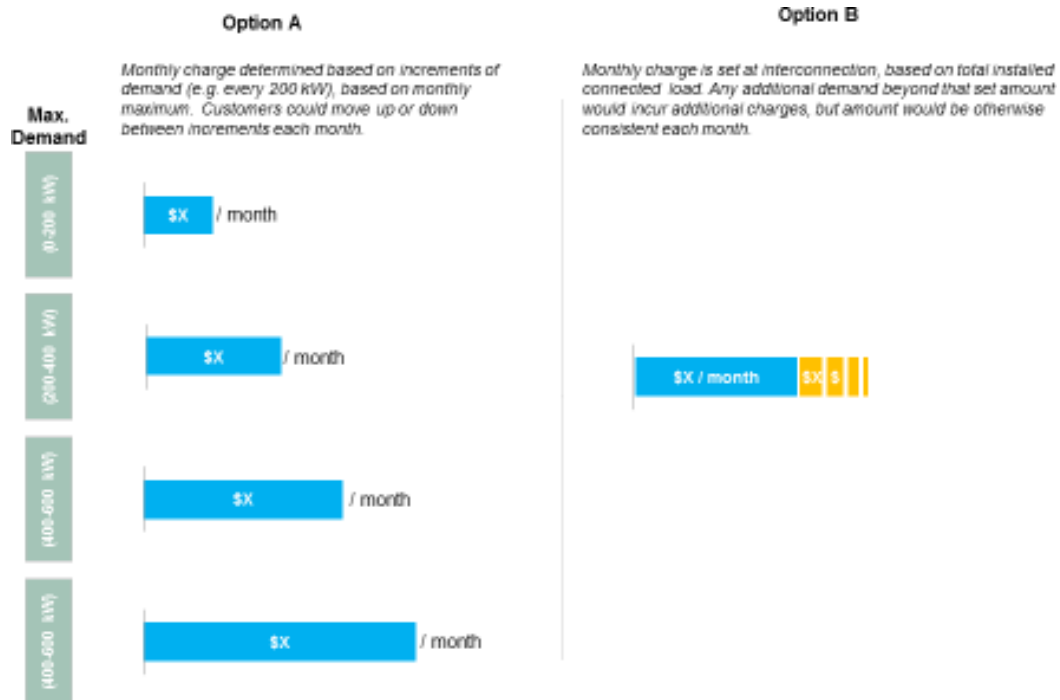 Option A
Monthly charge determined based on increments of
demand (e.g. every 200 kW), based on monthly
maximum. Customers could move up or down
between increments each month.
Option B
Monthly charge is set at interconnection, based on total installed
connected load. Any additional demand beyond that set amount
would incur additional charges, but amount would be otherwise
consistent each month.
Max.
Demand
(0-200 kW)
$X / month
(200-400 kW)
$X / month
$X / month $X $
(400-600 kW)
$X / month
(400-600 kW)
$X / month